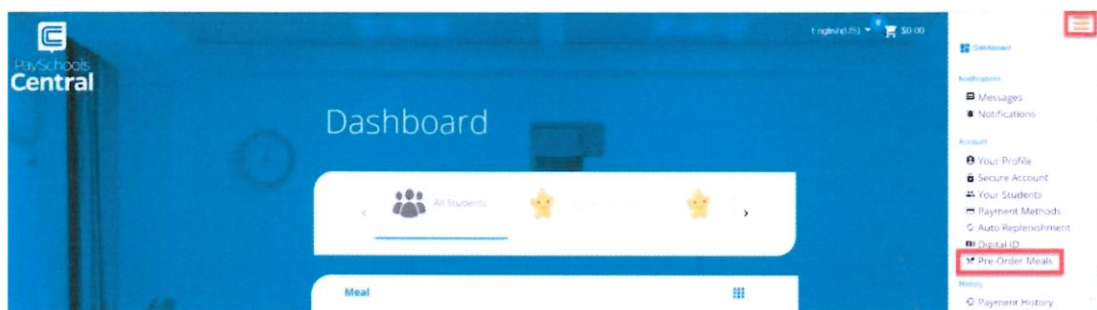 PaySchools
Central
English(US)
0
$0.00
Dashboard
All Students
Meal
Dashboard
Notifications
Messages
Notifications
Account
Your Profile
Secure Account
Your Students
Payment Methods
Auto Replenishment
Digital ID
Pre-Order Meals
History
Payment History